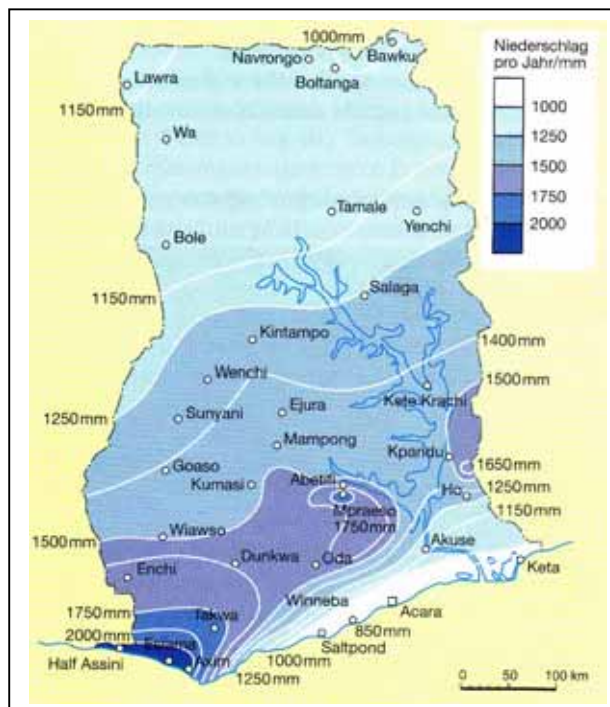 1000mm
Navrongo
Bawku
Boltanga
Lawra
1150mm
Wa
Tamale
Yenchi
Bole
1150mm
Salaga
Kintampo
1400mm
Wenchi
1500mm
Kete Krachi
1250mm
Sunyani
Ejura
Mampong
Kpandu
Goaso
Kumasi
Abetifi
1650mm
Ho
1250mm
Mpraeso
1750mm
1150mm
1500mm
Wiawso
Akuse
Enchi
Dunkwa
Oda
Keta
Winneba
1750mm
Takwa
Acara
2000mm
850mm
Half Assini
Axim
1000mm
Saltpond
1250mm
Niederschlag
pro Jahr/mm
1000
1250
1500
1750
2000
0 50 100 km